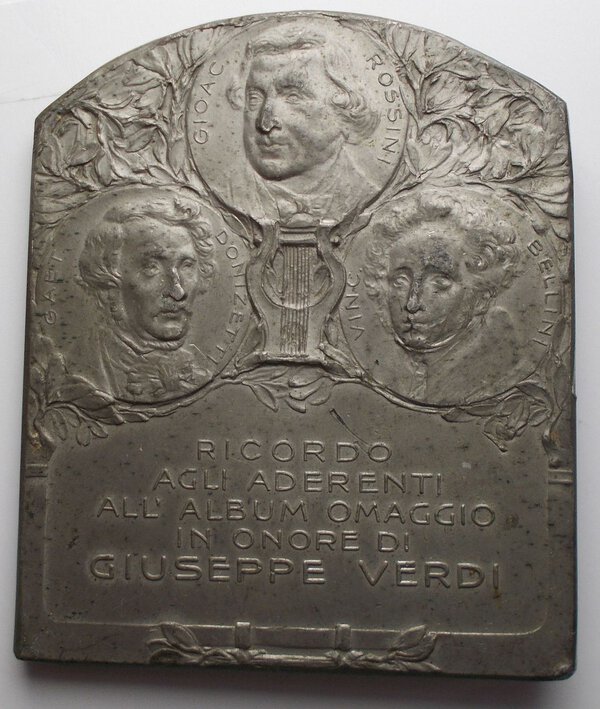 GIOAC ROSSINI
GAET DONIZETTI
VINC BELLINI
RICORDO
AGLI ADERENTI
ALL' ALBUM OMAGGIO
IN ONORE DI
GIUSEPPE VERDI